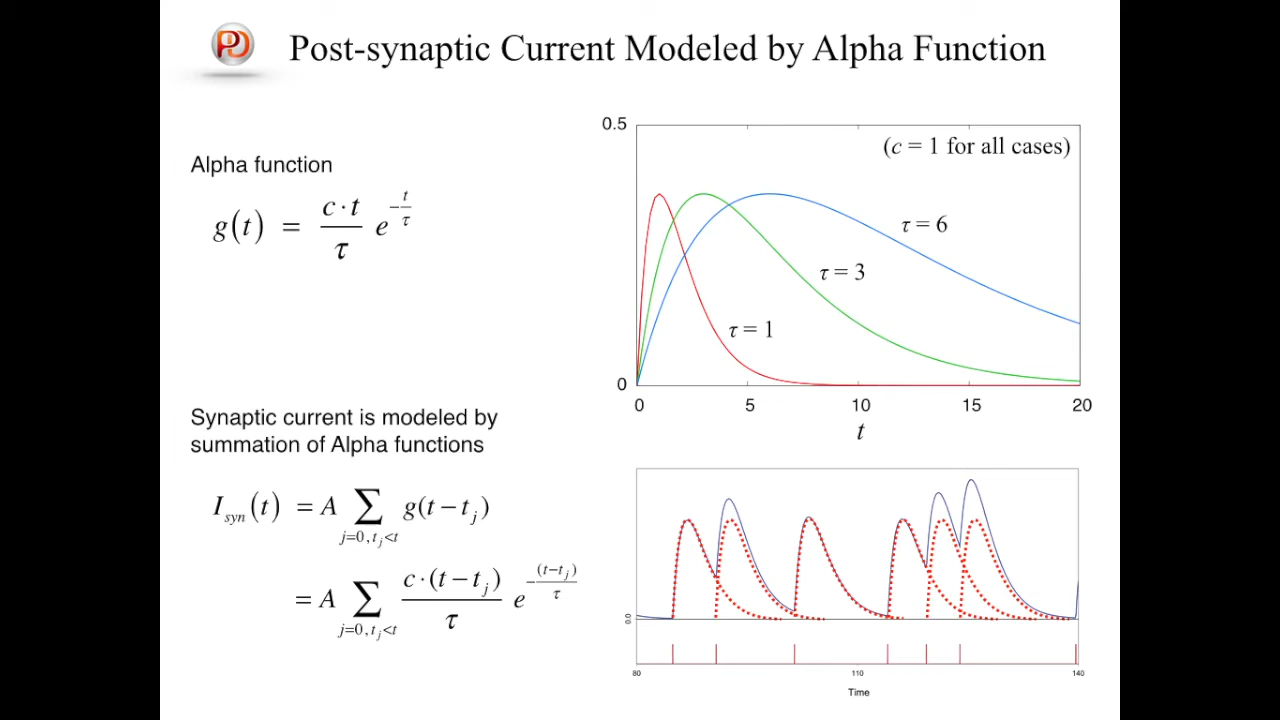 Post-synaptic Current Modeled by Alpha Function
Alpha function
g(t) = c·t / τ e^(-t/τ)
Synaptic current is modeled by
summation of Alpha functions
I_syn(t) = A ∑_{j=0, t_j<t} g(t − t_j)
= A ∑_{j=0, t_j<t} c·(t − t_j) / τ e^(-(t−t_j)/τ)
0.5
(c = 1 for all cases)
τ = 6
τ = 3
τ = 1
0
0 5 10 15 20
t
0.0
80 110 140
Time